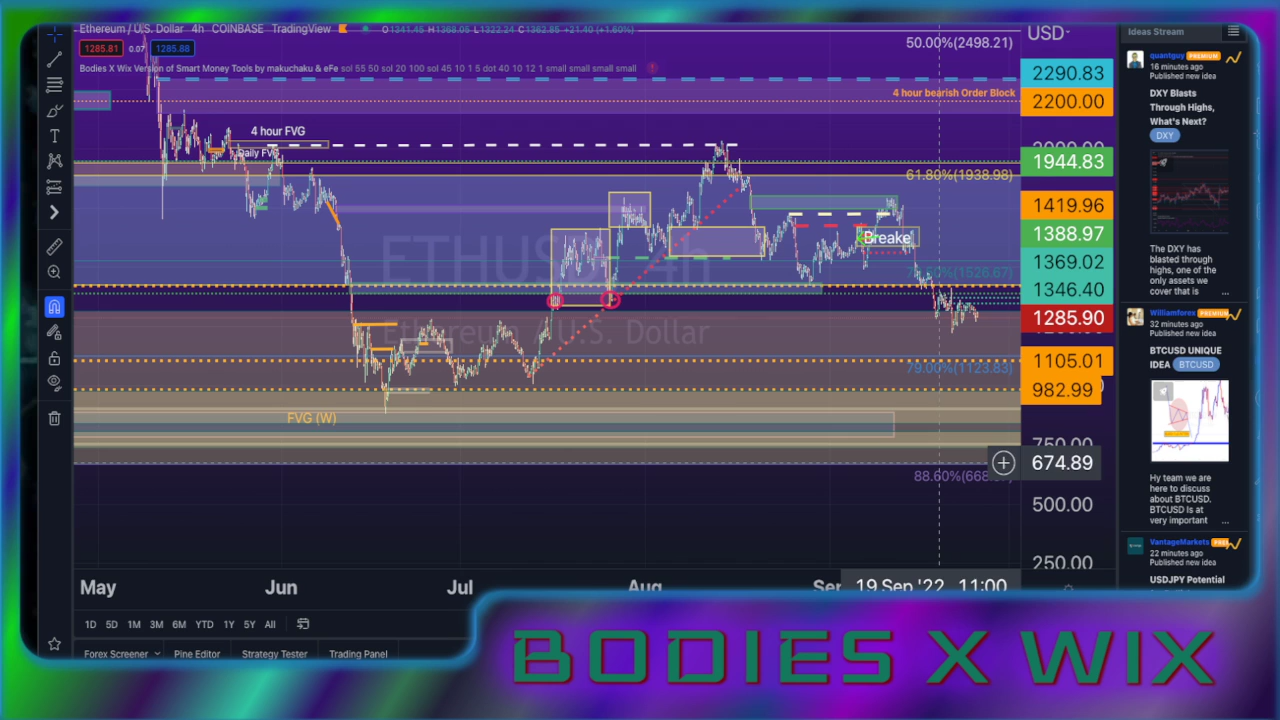 Ethereum / U.S. Dollar 4h COINBASE TradingView O1341.45 H1368.05 L1322.24 C1362.85 +21.40 (+1.60%)
1285.81 0.07 1285.88
Bodies X Wix Version of Smart Money Tools by makuchaku & eFe sol 55 50 sol 20 100 sol 45 10 1 5 dot 40 10 12 1 small small small small
50.00%(2498.21)
4 hour bearish Order Block
4 hour FVG
Daily FVG
61.80%(1938.98)
ETHUSD, 4h
Breake
(1526.67)
Ethereum / U.S. Dollar
79.00%(1123.83)
FVG (W)
88.60%(668
USD
2290.83
2200.00
1944.83
1419.96
1388.97
1369.02
1346.40
1285.90
1105.01
982.99
750.00
674.89
500.00
250.00
May Jun Jul Aug Sep 19 Sep '22 11:00
1D 5D 1M 3M 6M YTD 1Y 5Y All
Forex Screener Pine Editor Strategy Tester Trading Panel
Ideas Stream
quantguy PREMIUM
16 minutes ago
Published new idea
DXY Blasts
Through Highs,
What's Next?
DXY
The DXY has
blasted through
highs, one of the
only assets we
cover that is ...
Williamforex PREMIUM
32 minutes ago
Published new idea
BTCUSD UNIQUE
IDEA BTCUSD
Hy team we are
here to discuss
about BTCUSD.
BTCUSD Is at
very important ...
VantageMarkets PRE
22 minutes ago
Published new idea
USDJPY Potential
BODIES X WIX